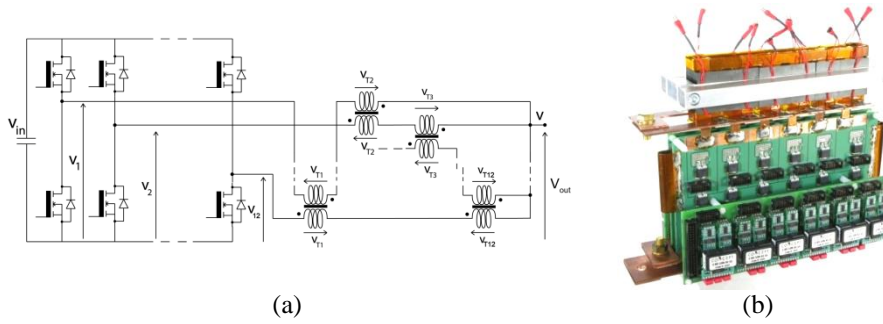 V_T2
V_T3
V
V_in
V_T2
V_1
V_T3
V_2
V_T1
V_T12
V_out
V_12
V_T1
V_T12
(a)
(b)